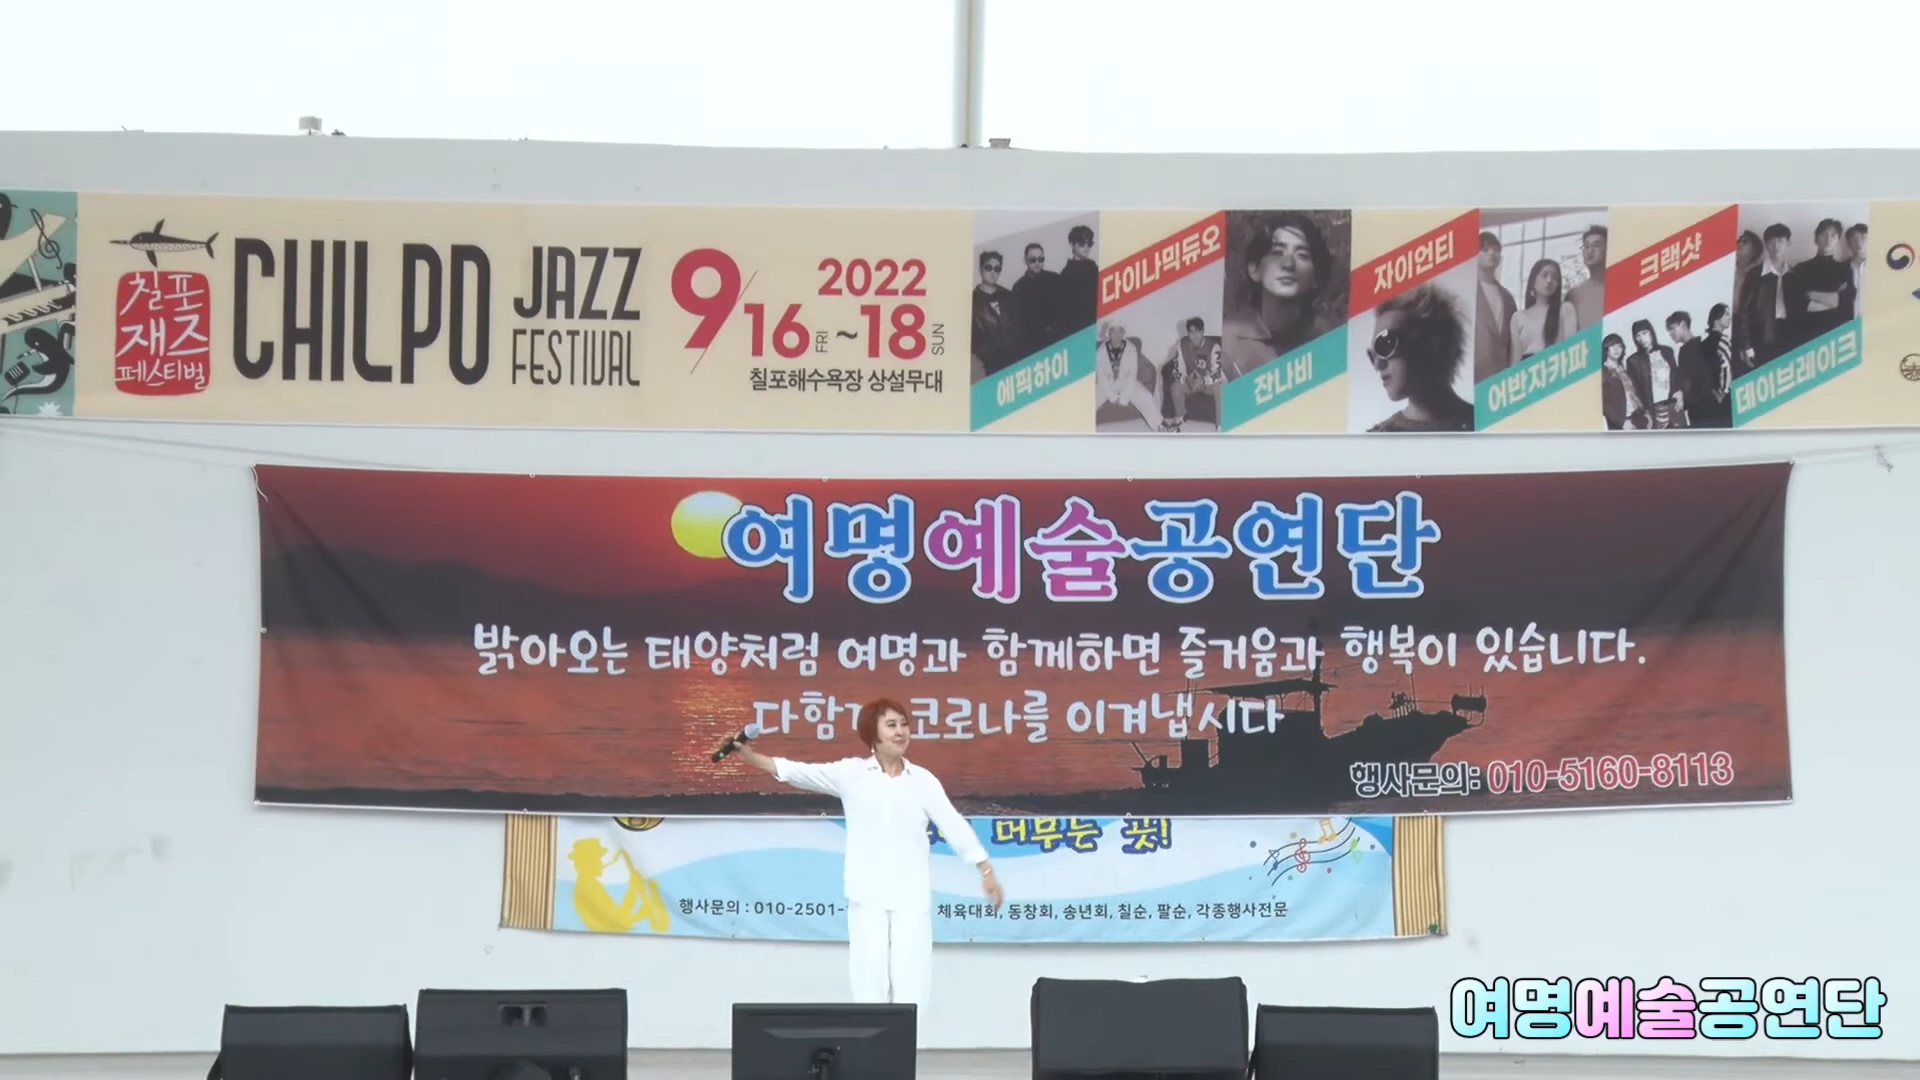 칠포
재즈
페스티벌
CHILPO
JAZZ
FESTIVAL
9/16 FRI ~18 SUN
2022
칠포해수욕장 상설무대
에픽하이
다이나믹듀오
잔나비
자이언티
어반자카파
크랙샷
데이브레이크
여명예술공연단
밝아오는 태양처럼 여명과 함께하면 즐거움과 행복이 있습니다.
다함께 코로나를 이겨냅시다
행사문의: 010-5160-8113
머무는 곳!
행사문의 : 010-2501-
체육대회, 동창회, 송년회, 칠순, 팔순, 각종행사전문
여명예술공연단